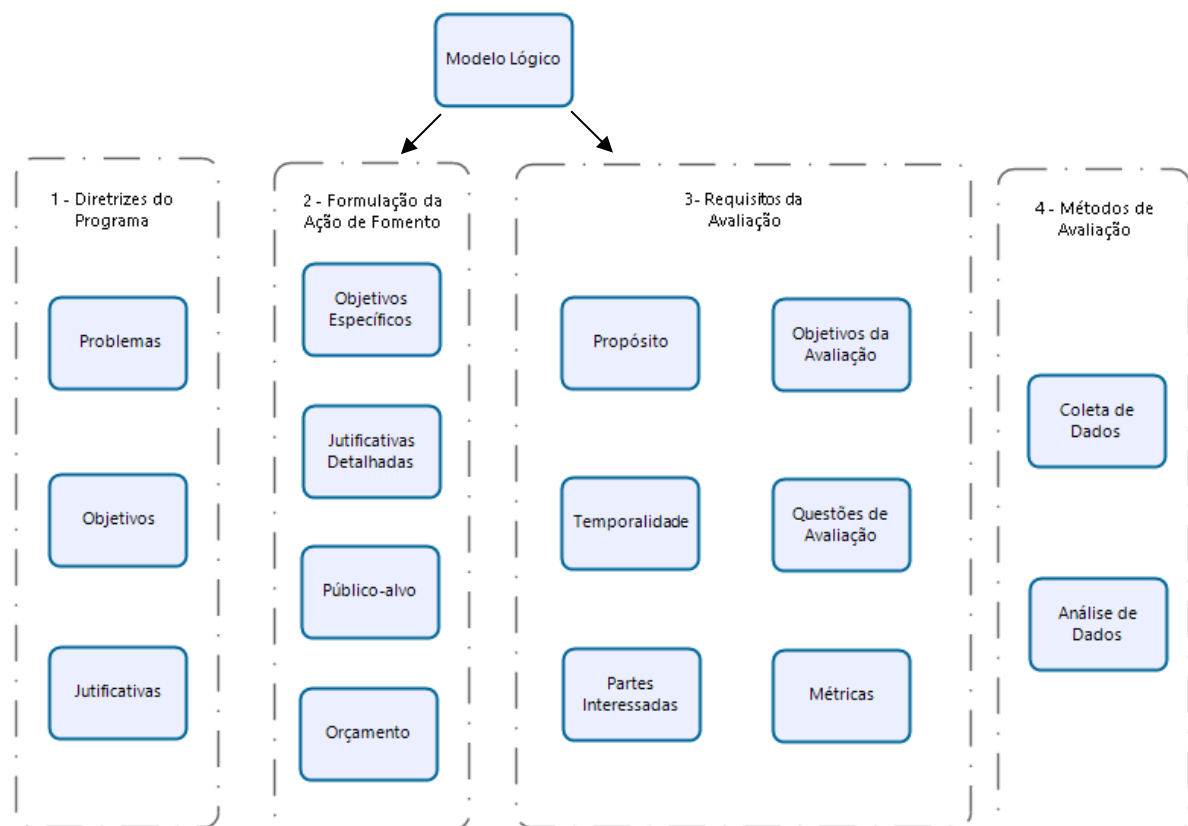 Modelo Lógico
1 - Diretrizes do
Programa
Problemas
Objetivos
Jutificativas
2 - Formulação da
Ação de Fomento
Objetivos
Específicos
Jutificativas
Detalhadas
Público-alvo
Orçamento
3- Requisitos da
Avaliação
Propósito
Objetivos da
Avaliação
Temporalidade
Questões de
Avaliação
Partes
Interessadas
Métricas
4 - Métodos de
Avaliação
Coleta de
Dados
Análise de
Dados